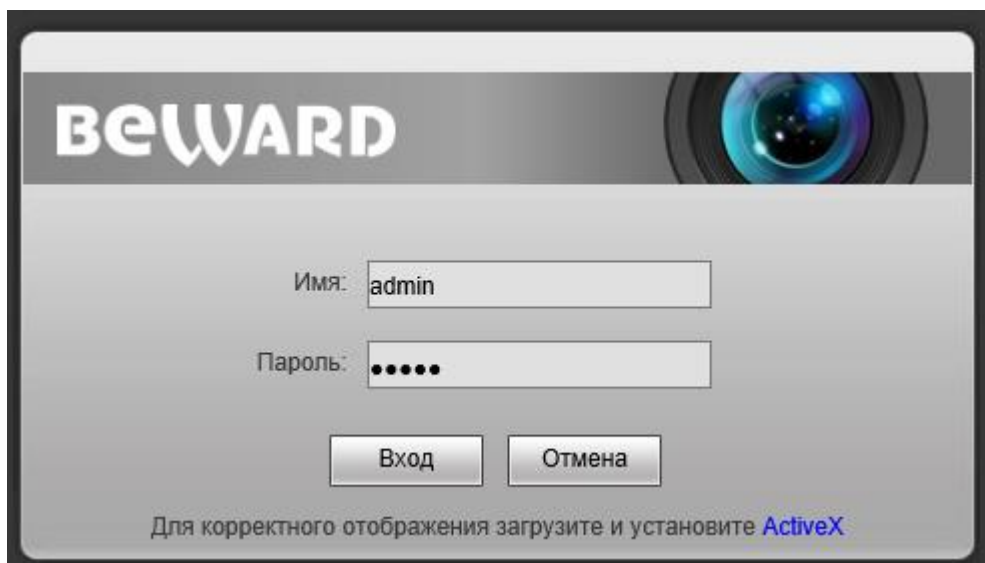 BEWARD
Имя: admin
Пароль: •••••
Вход Отмена
Для корректного отображения загрузите и установите ActiveX